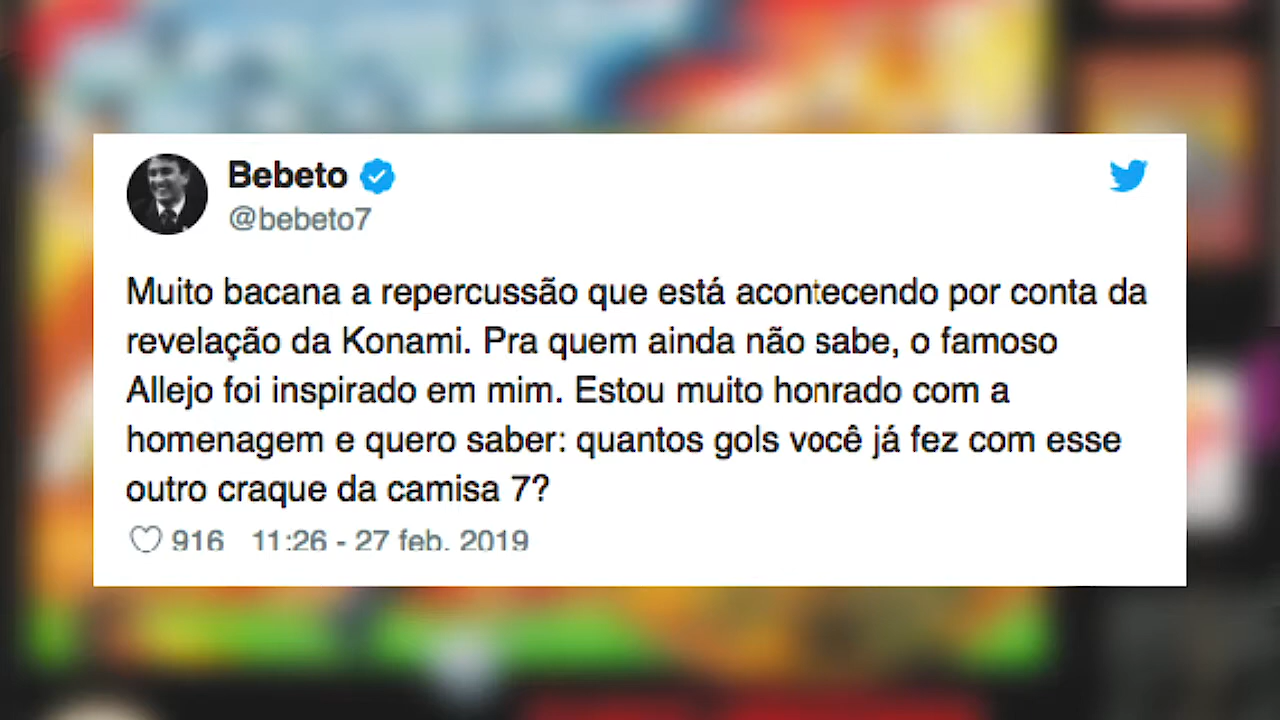 Bebeto
@bebeto7
Muito bacana a repercussão que está acontecendo por conta da
revelação da Konami. Pra quem ainda não sabe, o famoso
Allejo foi inspirado em mim. Estou muito honrado com a
homenagem e quero saber: quantos gols você já fez com esse
outro craque da camisa 7?
916 11:26 - 27 feb. 2019